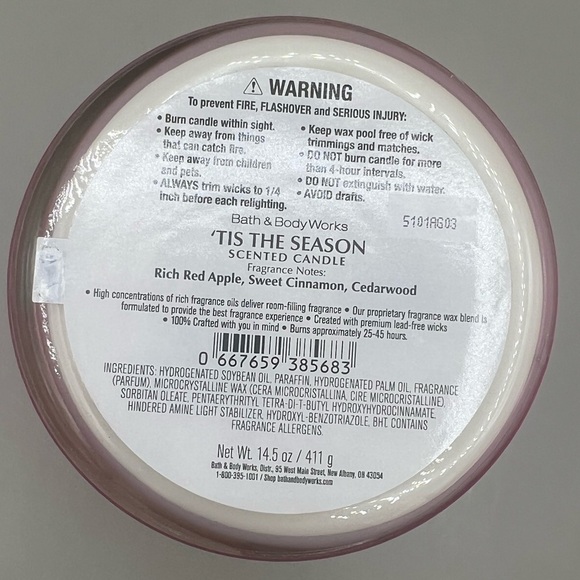 ⚠ WARNING
To prevent FIRE, FLASHOVER and SERIOUS INJURY:
• Burn candle within sight.
• Keep away from things
that can catch fire.
• Keep away from children
and pets.
• ALWAYS trim wicks to 1/4
inch before each relighting.
• Keep wax pool free of wick
trimmings and matches.
• DO NOT burn candle for more
than 4-hour intervals.
• DO NOT extinguish with water.
• AVOID drafts.
Bath & Body Works
5101AG03
'TIS THE SEASON
SCENTED CANDLE
Fragrance Notes:
Rich Red Apple, Sweet Cinnamon, Cedarwood
• High concentrations of rich fragrance oils deliver room-filling fragrance • Our proprietary fragrance wax blend is
formulated to provide the best fragrance experience • Created with premium lead-free wicks
• 100% Crafted with you in mind • Burns approximately 25-45 hours.
0 667659 385683
INGREDIENTS: HYDROGENATED SOYBEAN OIL, PARAFFIN, HYDROGENATED PALM OIL, FRAGRANCE
(PARFUM), MICROCRYSTALLINE WAX (CERA MICROCRISTALLINA, CIRE MICROCRISTALLINE),
SORBITAN OLEATE, PENTAERYTHRITYL TETRA-DI-T-BUTYL HYDROXYHYDROCINNAMATE,
HINDERED AMINE LIGHT STABILIZER, HYDROXYL-BENZOTRIAZOLE, BHT. CONTAINS
FRAGRANCE ALLERGENS.
Net Wt. 14.5 oz / 411 g
Bath & Body Works, Distr., 95 West Main Street, New Albany, OH 43054
1-800-395-1001 / Shop bathandbodyworks.com